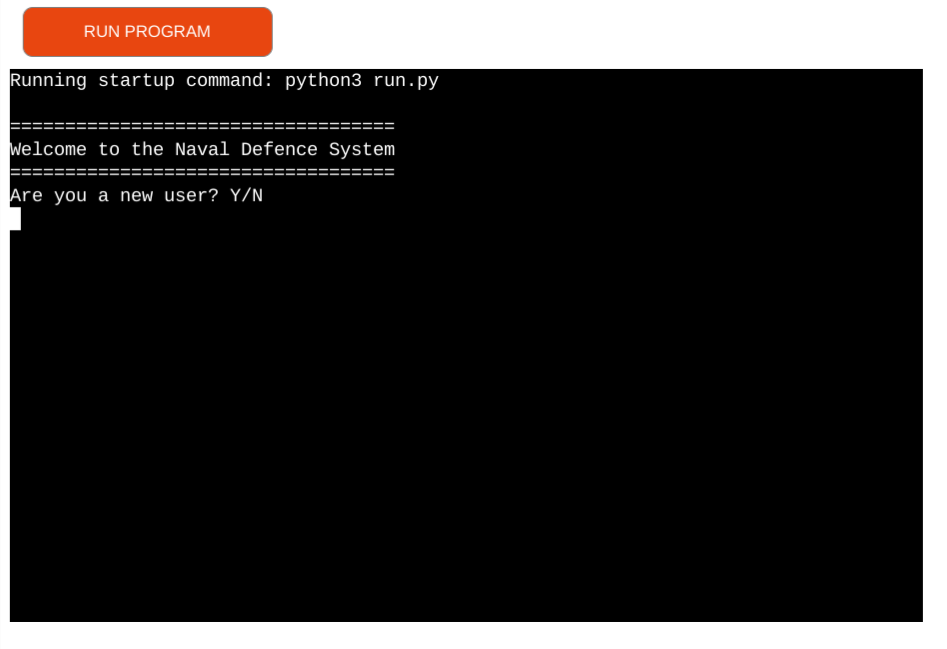 RUN PROGRAM
Running startup command: python3 run.py
===================================
Welcome to the Naval Defence System
===================================
Are you a new user? Y/N